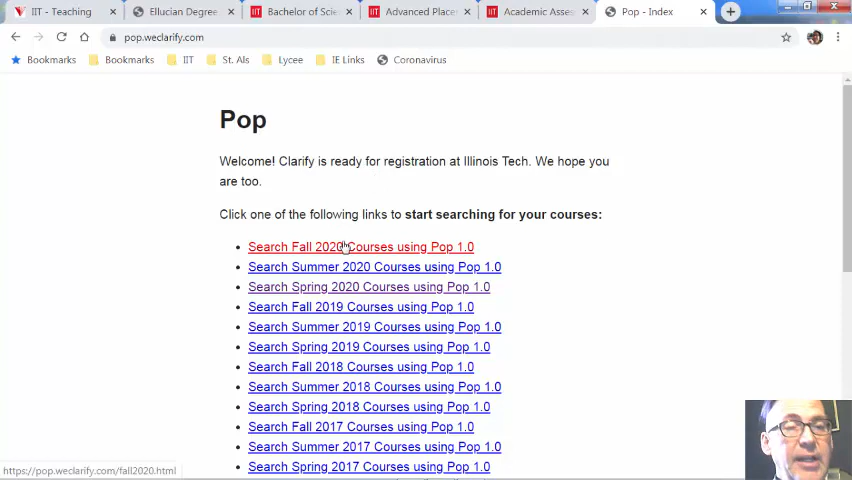 IIT - Teaching
Ellucian Degree
Bachelor of Scie
Advanced Place
Academic Asses
Pop - Index
pop.weclarify.com
Bookmarks
Bookmarks
IIT
St. Als
Lycee
IE Links
Coronavirus
Pop
Welcome! Clarify is ready for registration at Illinois Tech. We hope you
are too.
Click one of the following links to start searching for your courses:
Search Fall 2020 Courses using Pop 1.0
Search Summer 2020 Courses using Pop 1.0
Search Spring 2020 Courses using Pop 1.0
Search Fall 2019 Courses using Pop 1.0
Search Summer 2019 Courses using Pop 1.0
Search Spring 2019 Courses using Pop 1.0
Search Fall 2018 Courses using Pop 1.0
Search Summer 2018 Courses using Pop 1.0
Search Spring 2018 Courses using Pop 1.0
Search Fall 2017 Courses using Pop 1.0
Search Summer 2017 Courses using Pop 1.0
Search Spring 2017 Courses using Pop 1.0
https://pop.weclarify.com/fall2020.html